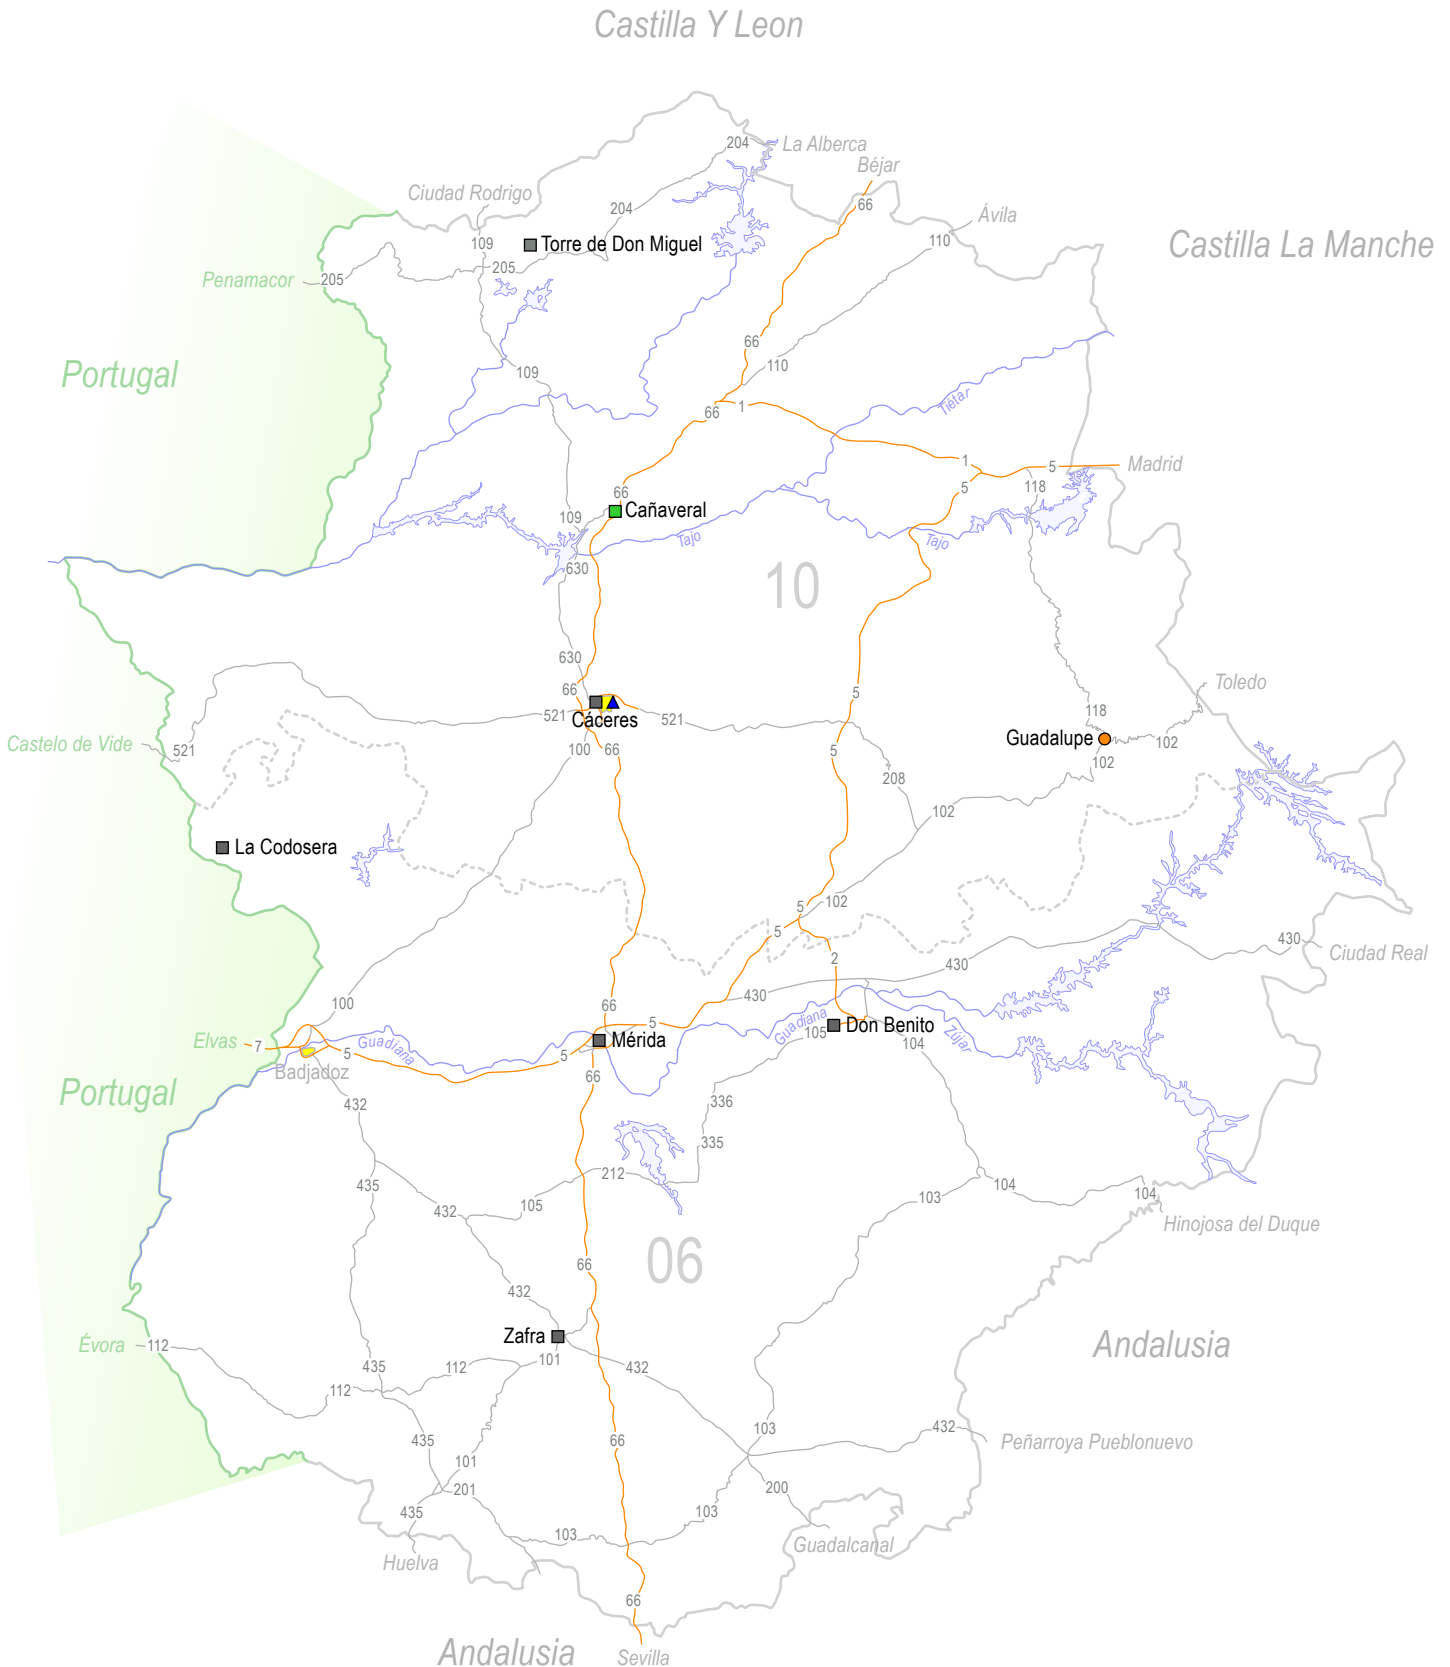 Castilla Y Leon
204
La Alberca
Béjar
Ciudad Rodrigo
66
204
Ávila
109
Torre de Don Miguel
110
Castilla La Manche
205
205
Penamacor
66
110
Portugal
109
Tiétar
66
1
1
5
Madrid
5
118
66
Cañaveral
109
Tajo
Tajo
630
10
630
66
5
Toledo
521
Cáceres
521
118
Castelo de Vide
521
100
66
5
Guadalupe
102
102
208
102
La Codosera
102
5
5
430
Ciudad Real
2
430
100
430
66
Elvas
7
5
Guadiana
5
Guadiana
105
Don Benito
Zújar
104
5
Mérida
Badjadoz
66
Portugal
432
336
335
212
435
105
432
103
104
104
Hinojosa del Duque
06
66
432
Zafra
Évora
112
101
432
Andalusia
435
112
112
103
432
Peñarroya Pueblonuevo
435
66
101
201
200
435
103
103
Guadalcanal
Huelva
66
Andalusia
Sevilla